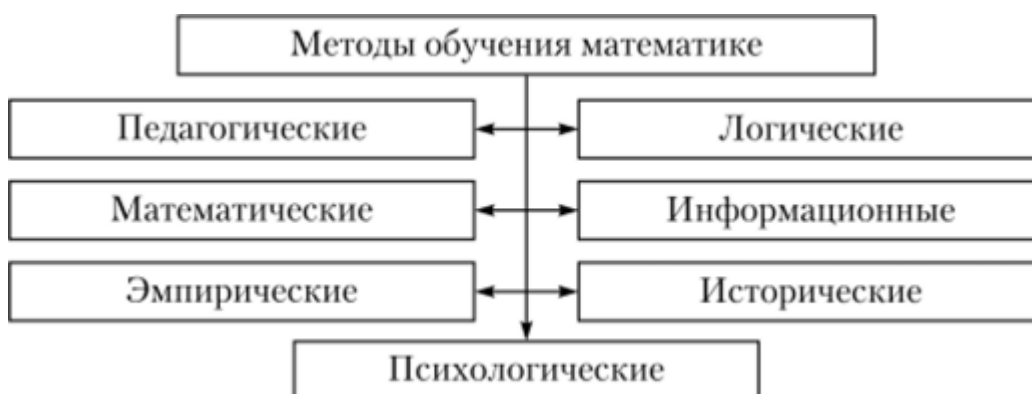 Методы обучения математике
Педагогические
Логические
Математические
Информационные
Эмпирические
Исторические
Психологические